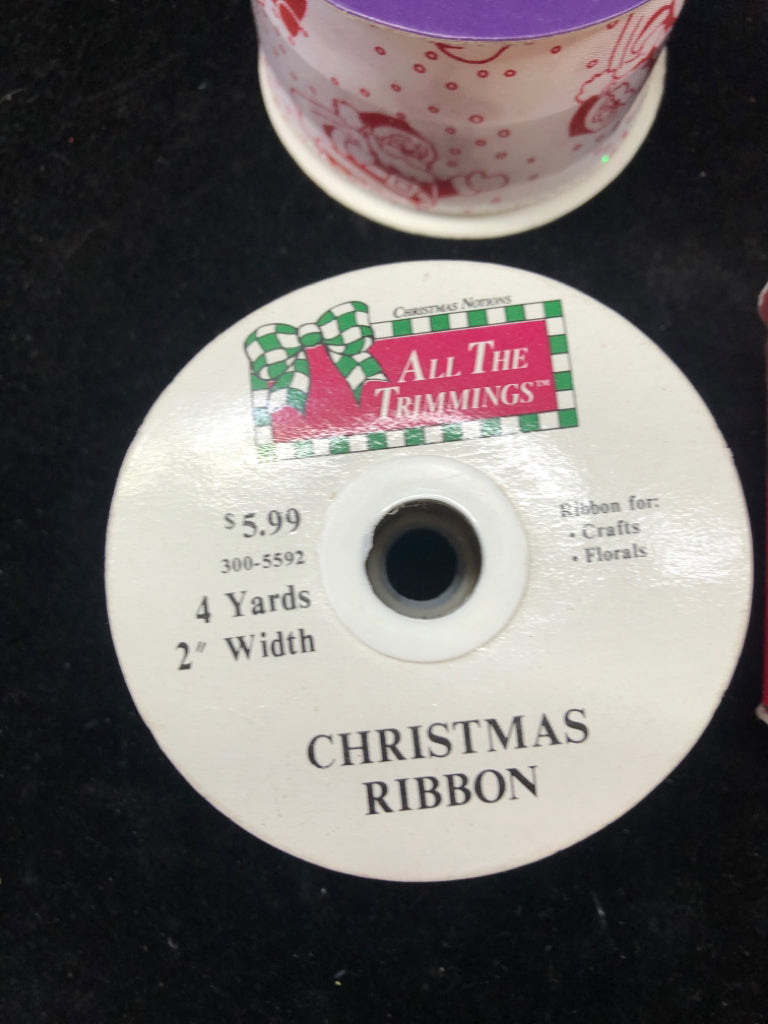 CHRISTMAS NOTIONS
ALL THE
TRIMMINGS™
$5.99
300-5592
4 Yards
2" Width
Ribbon for:
• Crafts
• Florals
CHRISTMAS
RIBBON